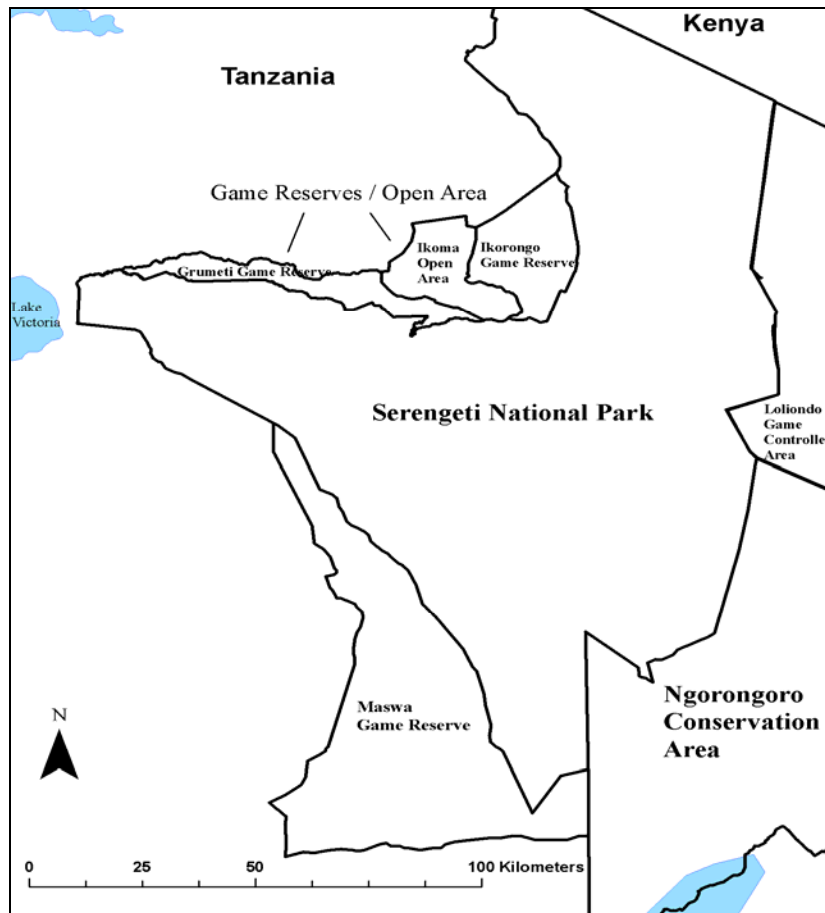 Kenya
Tanzania
Game Reserves / Open Area
Ikoma
Open
Area
Ikorongo
Game Reserve
Grumeti Game Reserve
Lake
Victoria
Serengeti National Park
Loliondo
Game
Controlle
Area
Maswa
Game Reserve
Ngorongoro
Conservation
Area
N
0 25 50 100 Kilometers